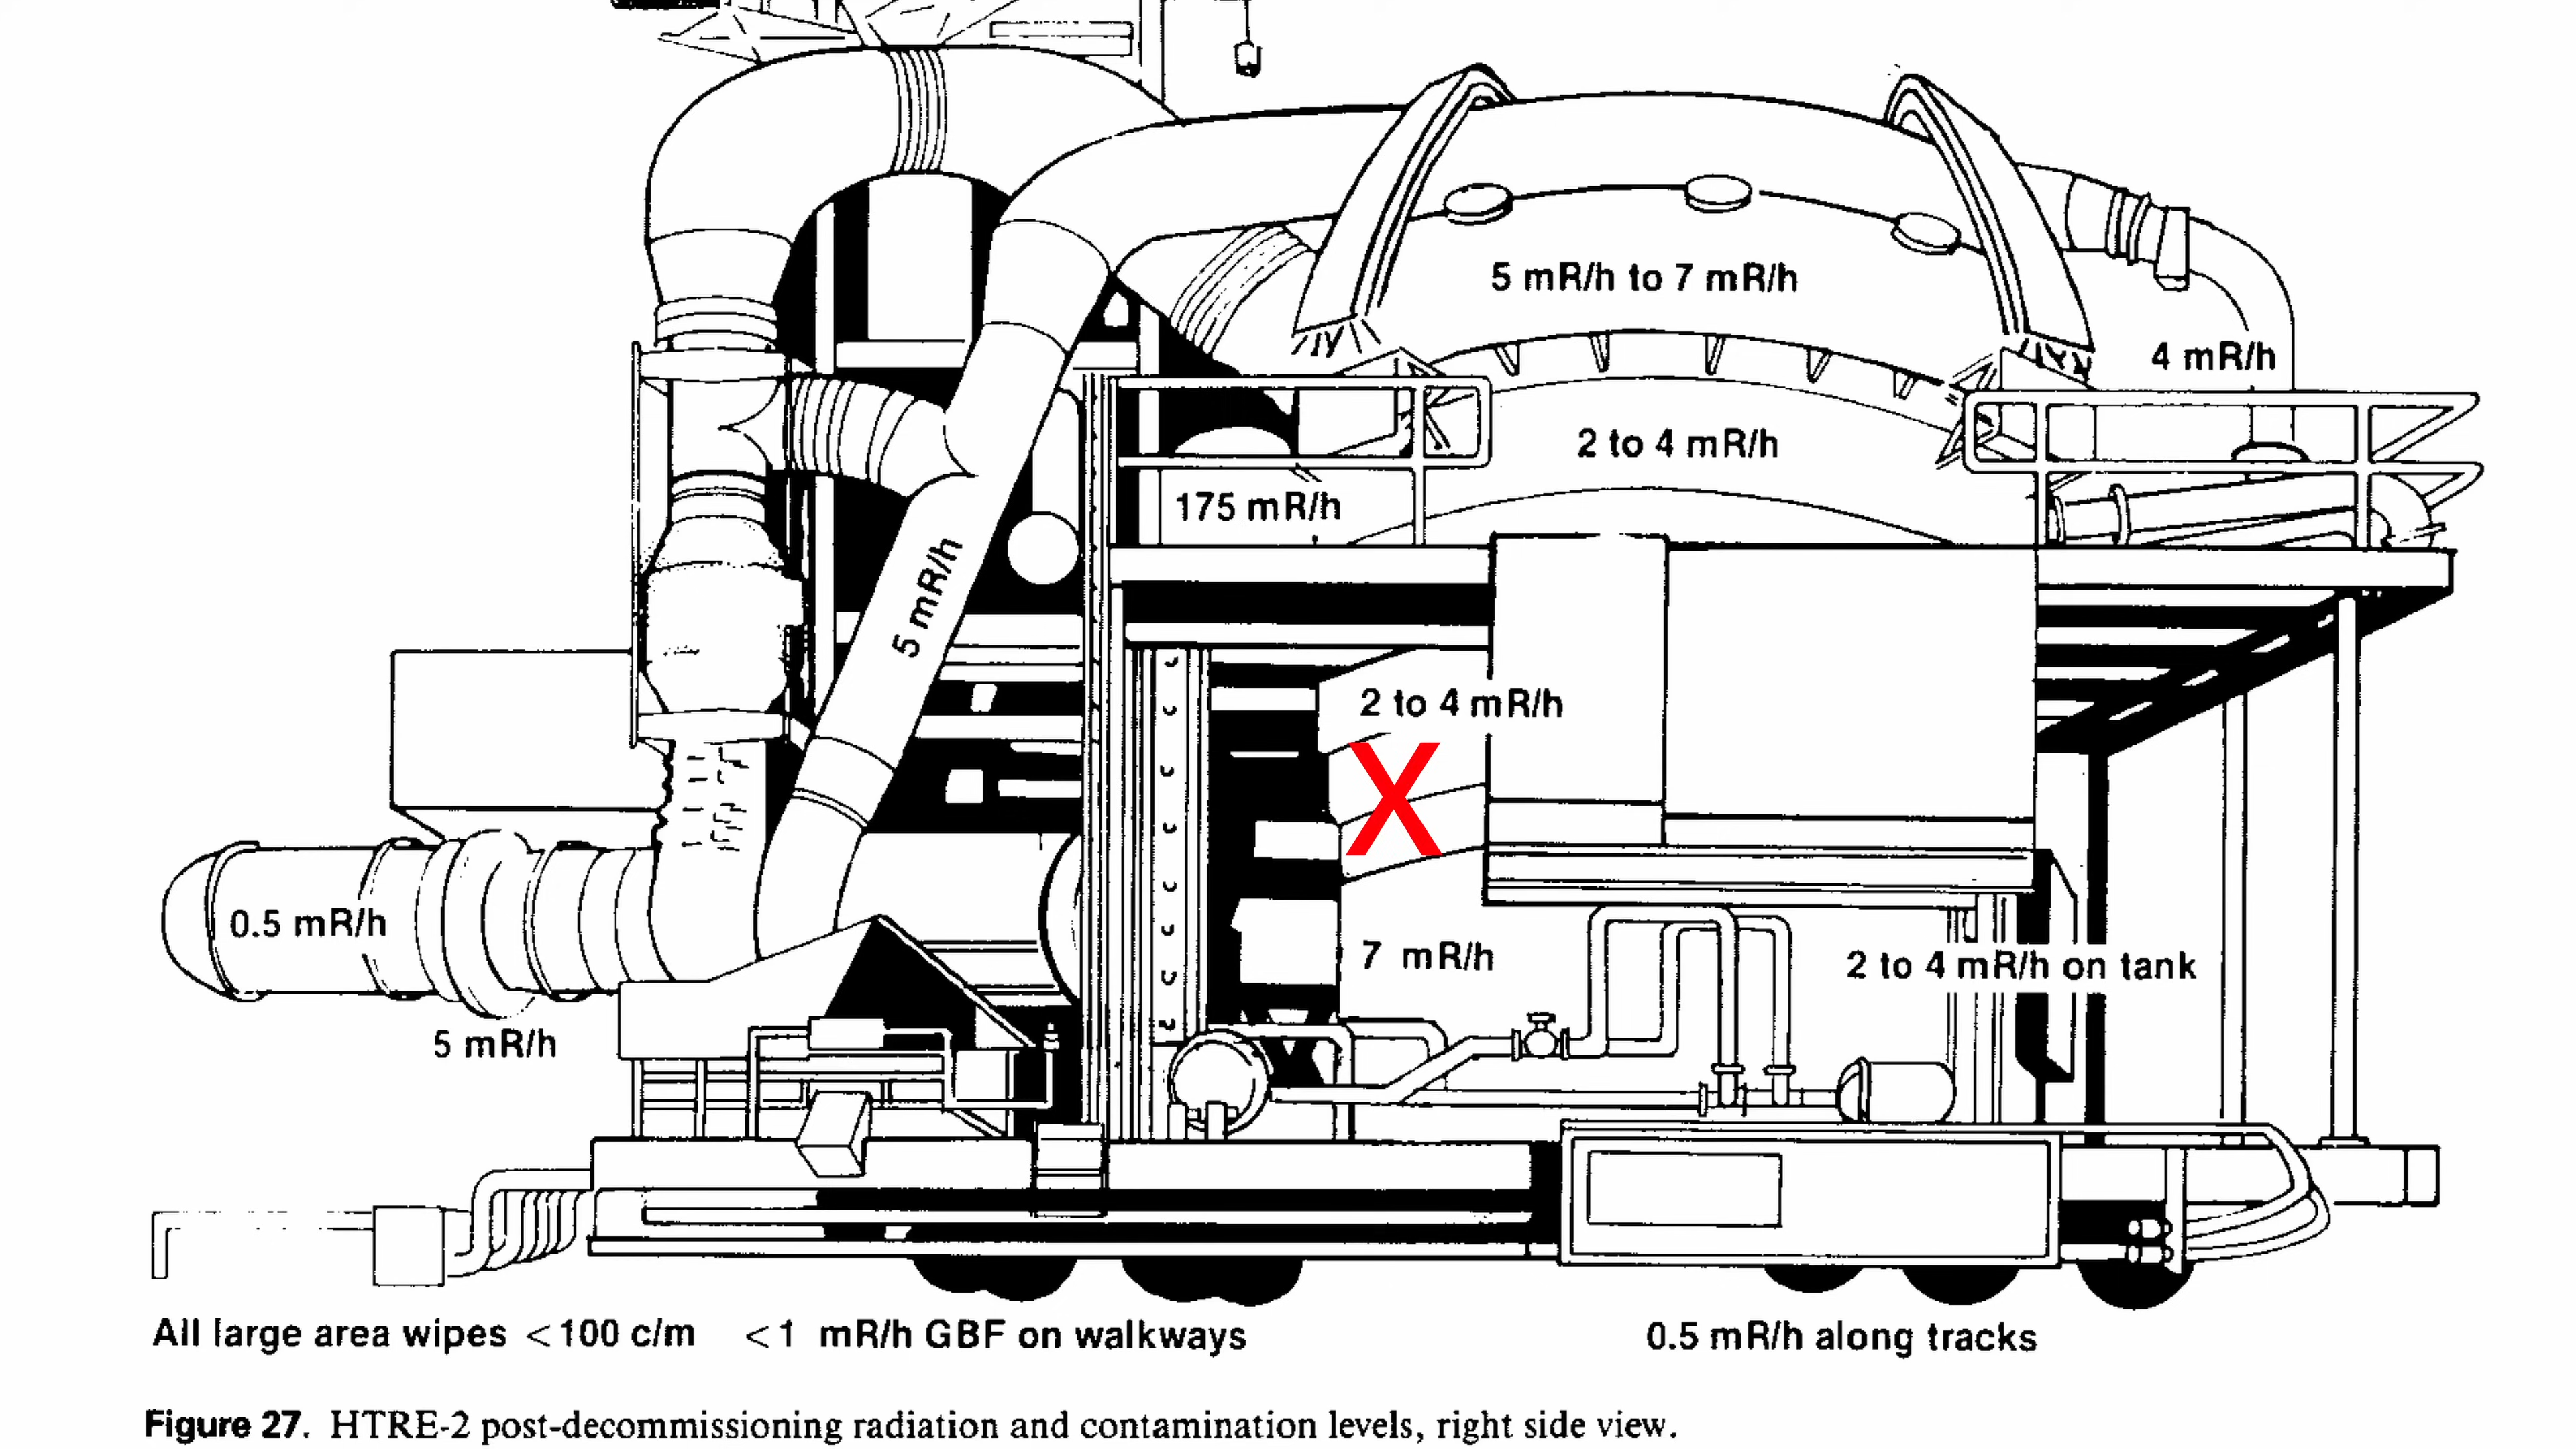 5 mR/h to 7 mR/h
4 mR/h
2 to 4 mR/h
175 mR/h
5 mR/h
2 to 4 mR/h
X
0.5 mR/h
7 mR/h
2 to 4 mR/h on tank
5 mR/h
All large area wipes <100 c/m <1 mR/h GBF on walkways 0.5 mR/h along tracks
Figure 27. HTRE-2 post-decommissioning radiation and contamination levels, right side view.